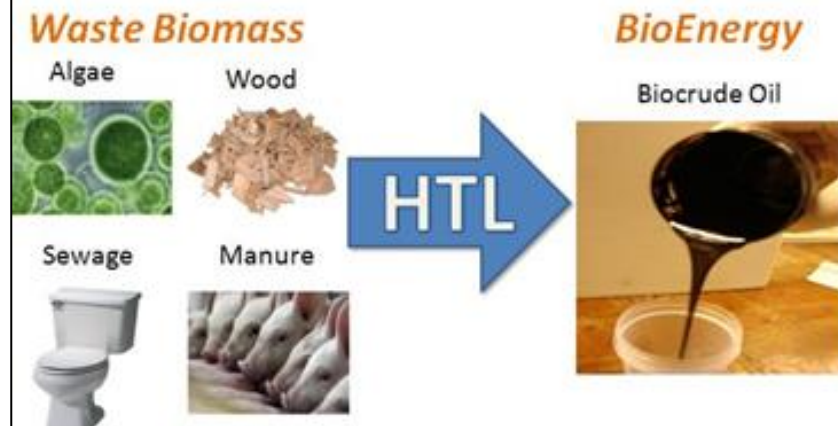 Waste Biomass
BioEnergy
Algae
Wood
Biocrude Oil
HTL
Sewage
Manure